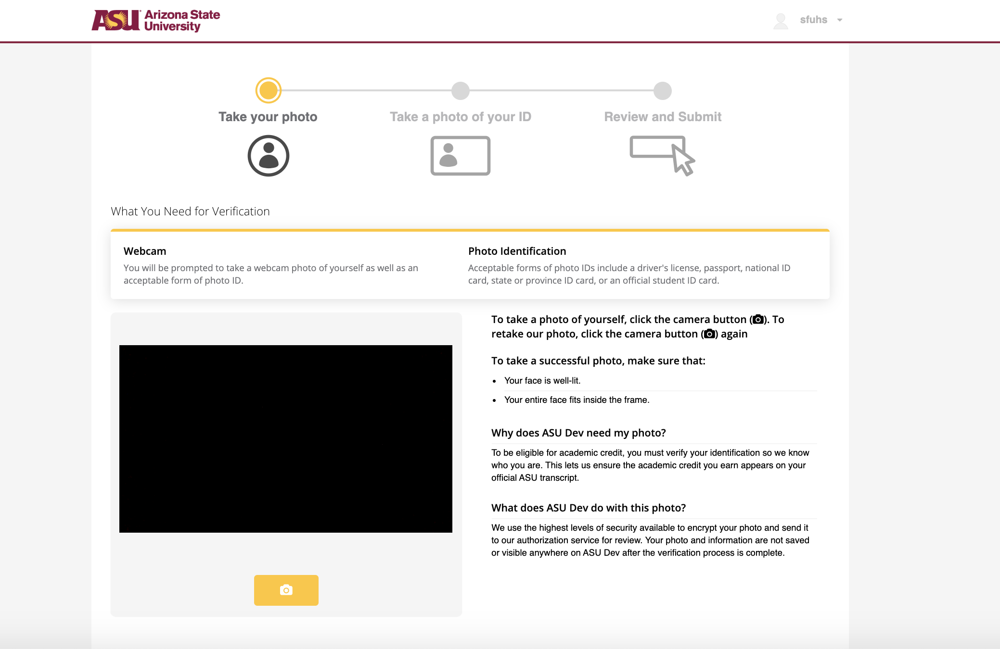 ASU Arizona State
University
sfuhs
Take your photo
Take a photo of your ID
Review and Submit
What You Need for Verification
Webcam
You will be prompted to take a webcam photo of yourself as well as an
acceptable form of photo ID.
Photo Identification
Acceptable forms of photo IDs include a driver's license, passport, national ID
card, state or province ID card, or an official student ID card.
To take a photo of yourself, click the camera button (). To
retake our photo, click the camera button () again
To take a successful photo, make sure that:
• Your face is well-lit.
• Your entire face fits inside the frame.
Why does ASU Dev need my photo?
To be eligible for academic credit, you must verify your identification so we know
who you are. This lets us ensure the academic credit you earn appears on your
official ASU transcript.
What does ASU Dev do with this photo?
We use the highest levels of security available to encrypt your photo and send it
to our authorization service for review. Your photo and information are not saved
or visible anywhere on ASU Dev after the verification process is complete.